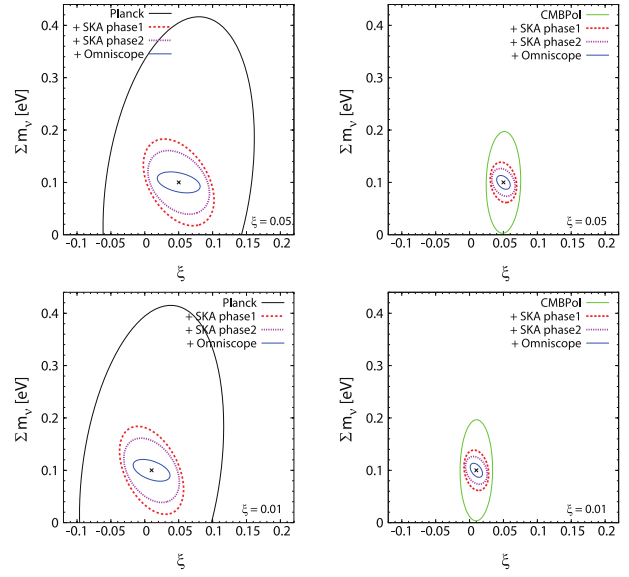 Planck
+ SKA phase1
+ SKA phase2
+ Omniscope
Σ mν [eV]
0.4
0.3
0.2
0.1
0
-0.1 -0.05 0 0.05 0.1 0.15 0.2
ξ
ξ = 0.05.
CMBPol
+ SKA phase1
+ SKA phase2
+ Omniscope
Σ mν [eV]
0.4
0.3
0.2
0.1
0
-0.1 -0.05 0 0.05 0.1 0.15 0.2
ξ
ξ = 0.05
Planck
+ SKA phase1
+ SKA phase2
+ Omniscope
Σ mν [eV]
0.4
0.3
0.2
0.1
0
-0.1 -0.05 0 0.05 0.1 0.15 0.2
ξ
ξ = 0.01
CMBPol
+ SKA phase1
+ SKA phase2
+ Omniscope
Σ mν [eV]
0.4
0.3
0.2
0.1
0
-0.1 -0.05 0 0.05 0.1 0.15 0.2
ξ
ξ = 0.01